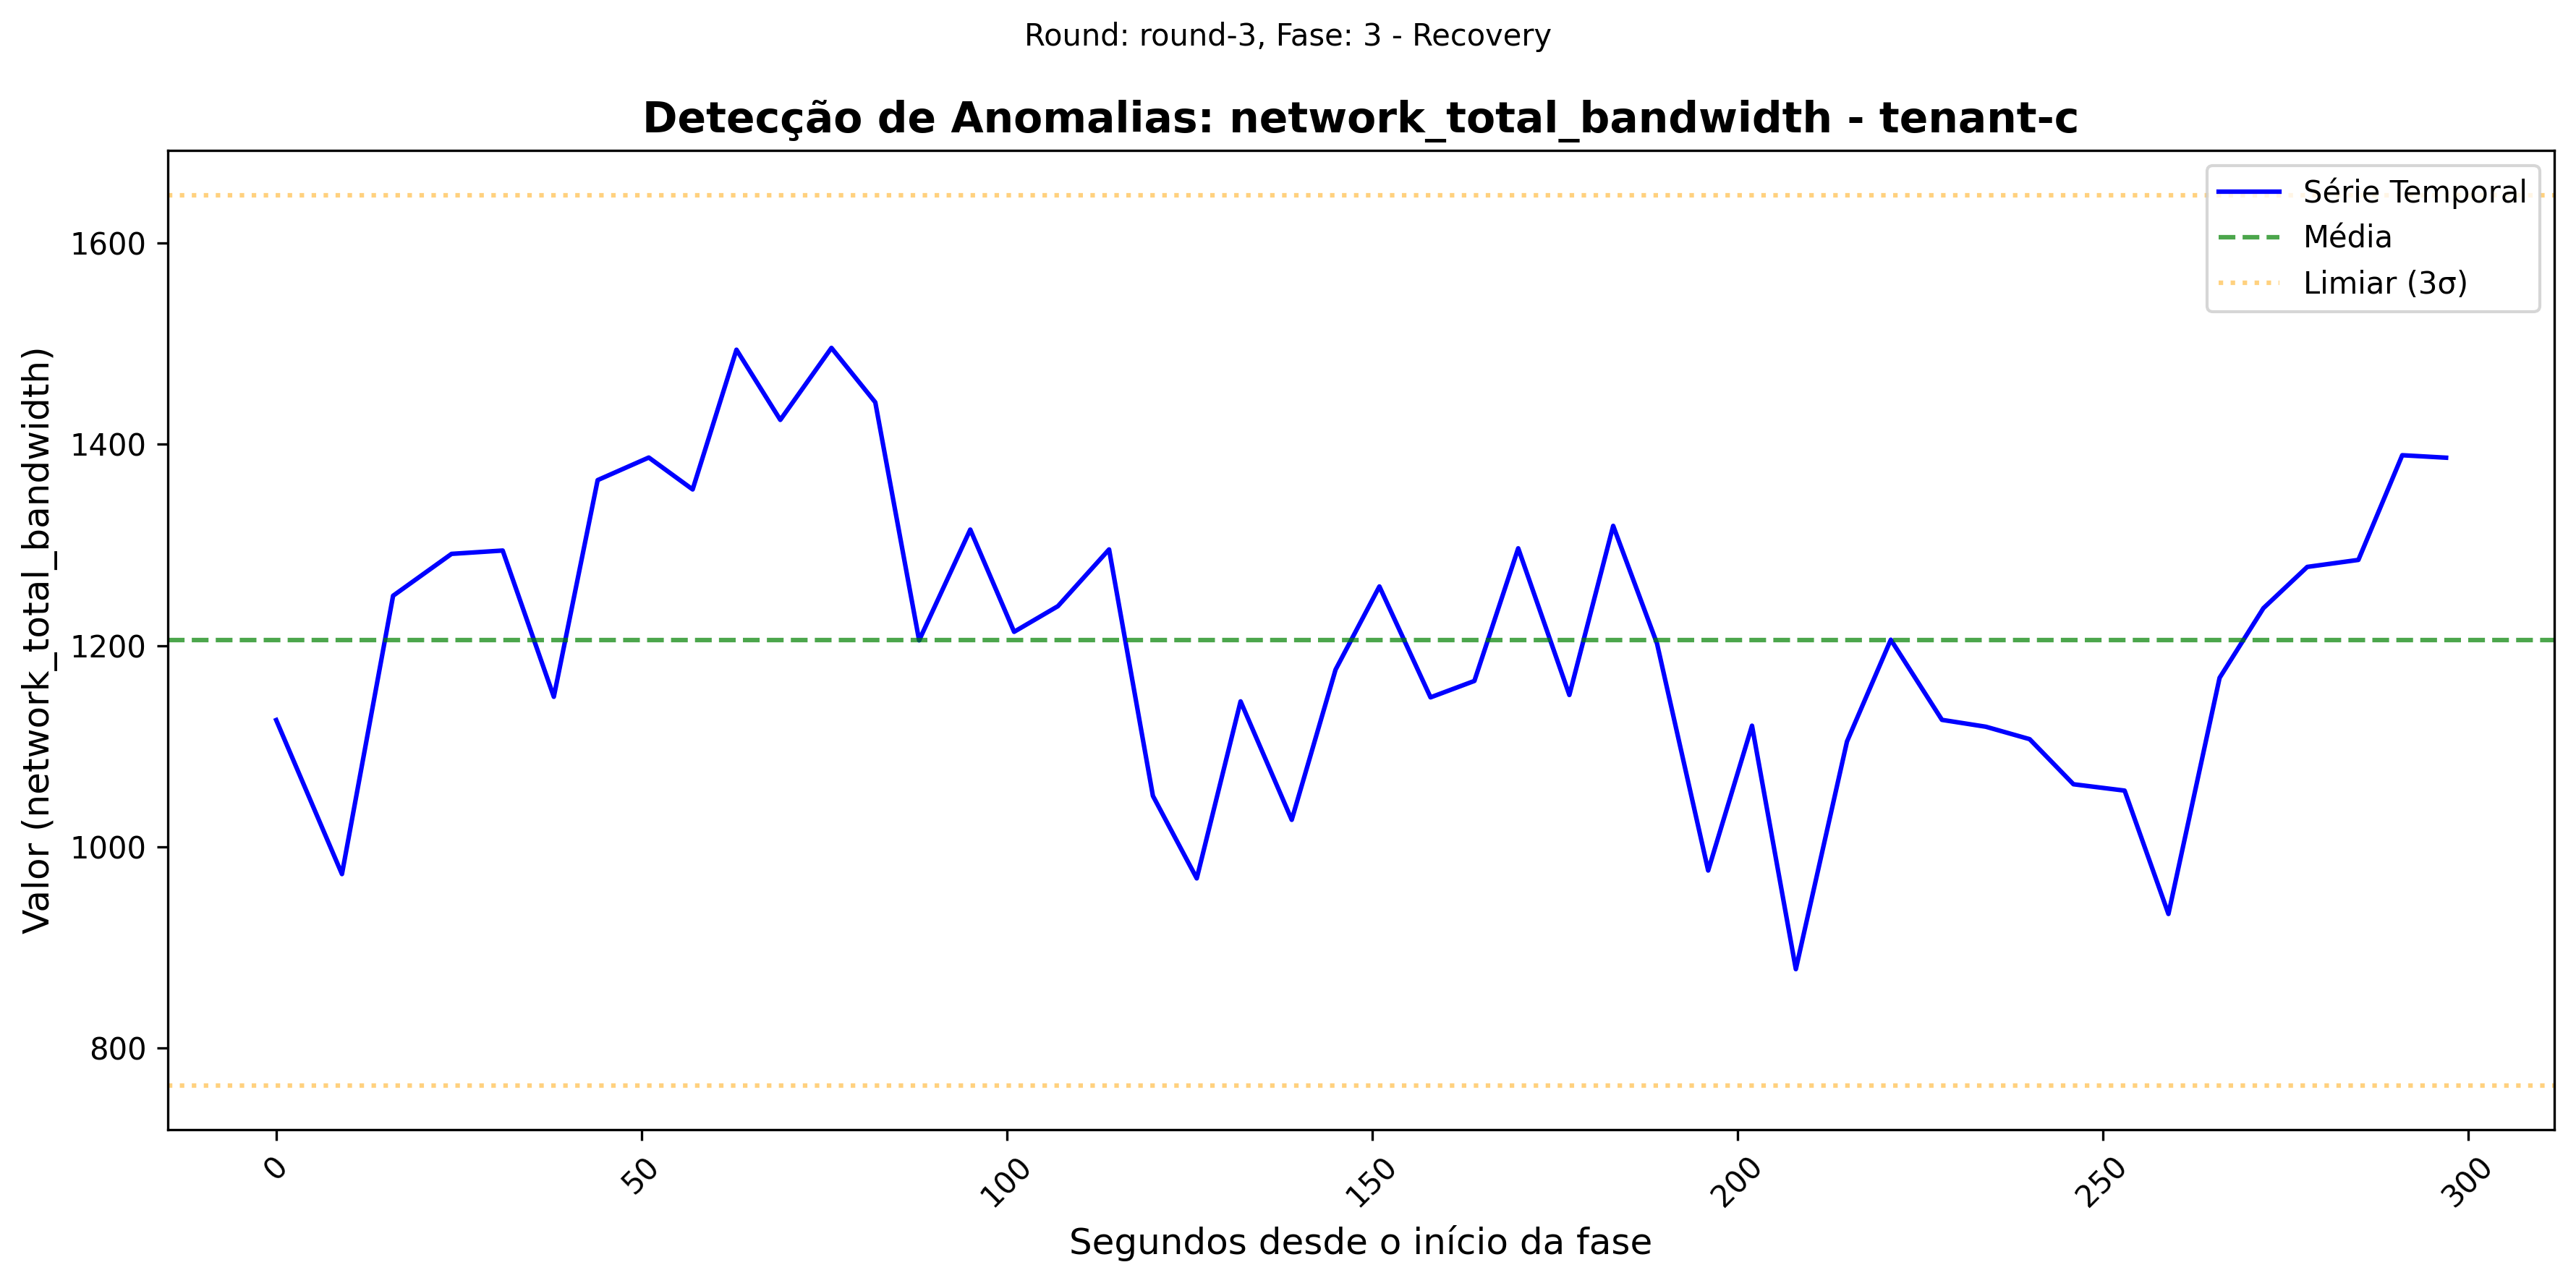 Round: round-3, Fase: 3 - Recovery
Detecção de Anomalias: network_total_bandwidth - tenant-c
Série Temporal
Média
Limiar (3σ)
Valor (network_total_bandwidth)
1600
1400
1200
1000
800
0
50
100
150
200
250
300
Segundos desde o início da fase